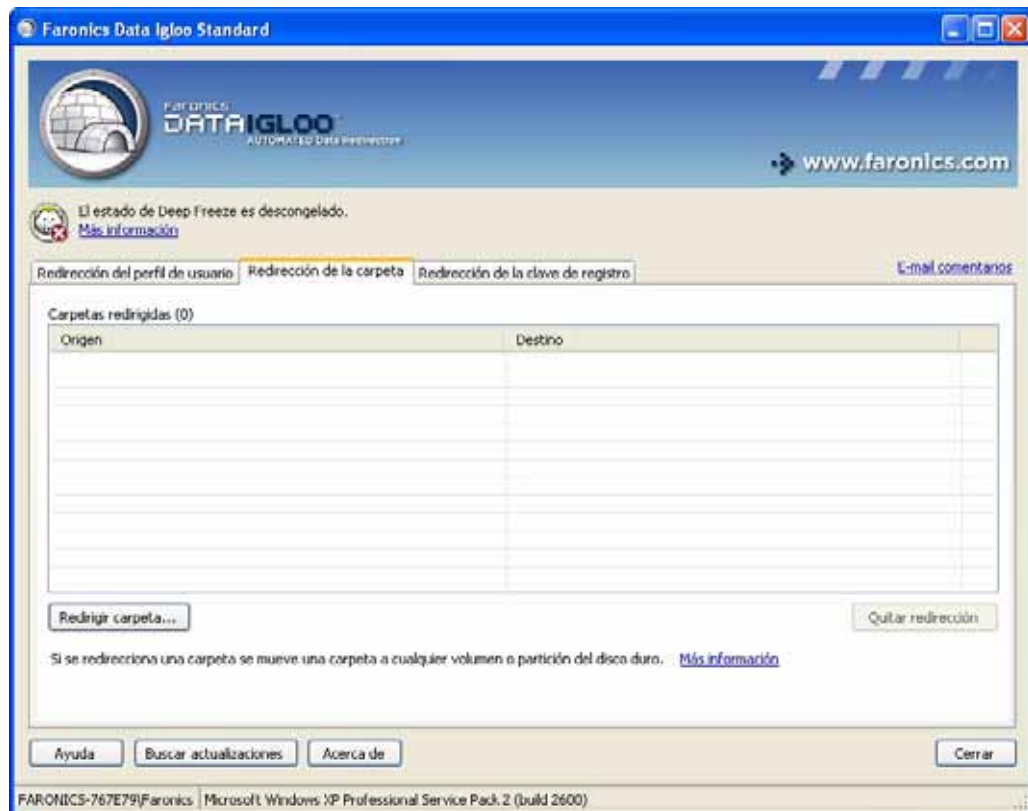 Faronics Data Igloo Standard
FARONICS
DATAIGLOO
AUTOMATED Data Redirection
www.faronics.com
El estado de Deep Freeze es descongelado.
Más información
Redirección del perfil de usuario
Redirección de la carpeta
Redirección de la clave de registro
E-mail comentarios
Carpetas redirigidas (0)
Origen
Destino
Redirigir carpeta...
Quitar redirección
Si se redirecciona una carpeta se mueve una carpeta a cualquier volumen o partición del disco duro. Más información
Ayuda
Buscar actualizaciones
Acerca de
Cerrar
FARONICS-767E79\Faronics
Microsoft Windows XP Professional Service Pack 2 (build 2600)